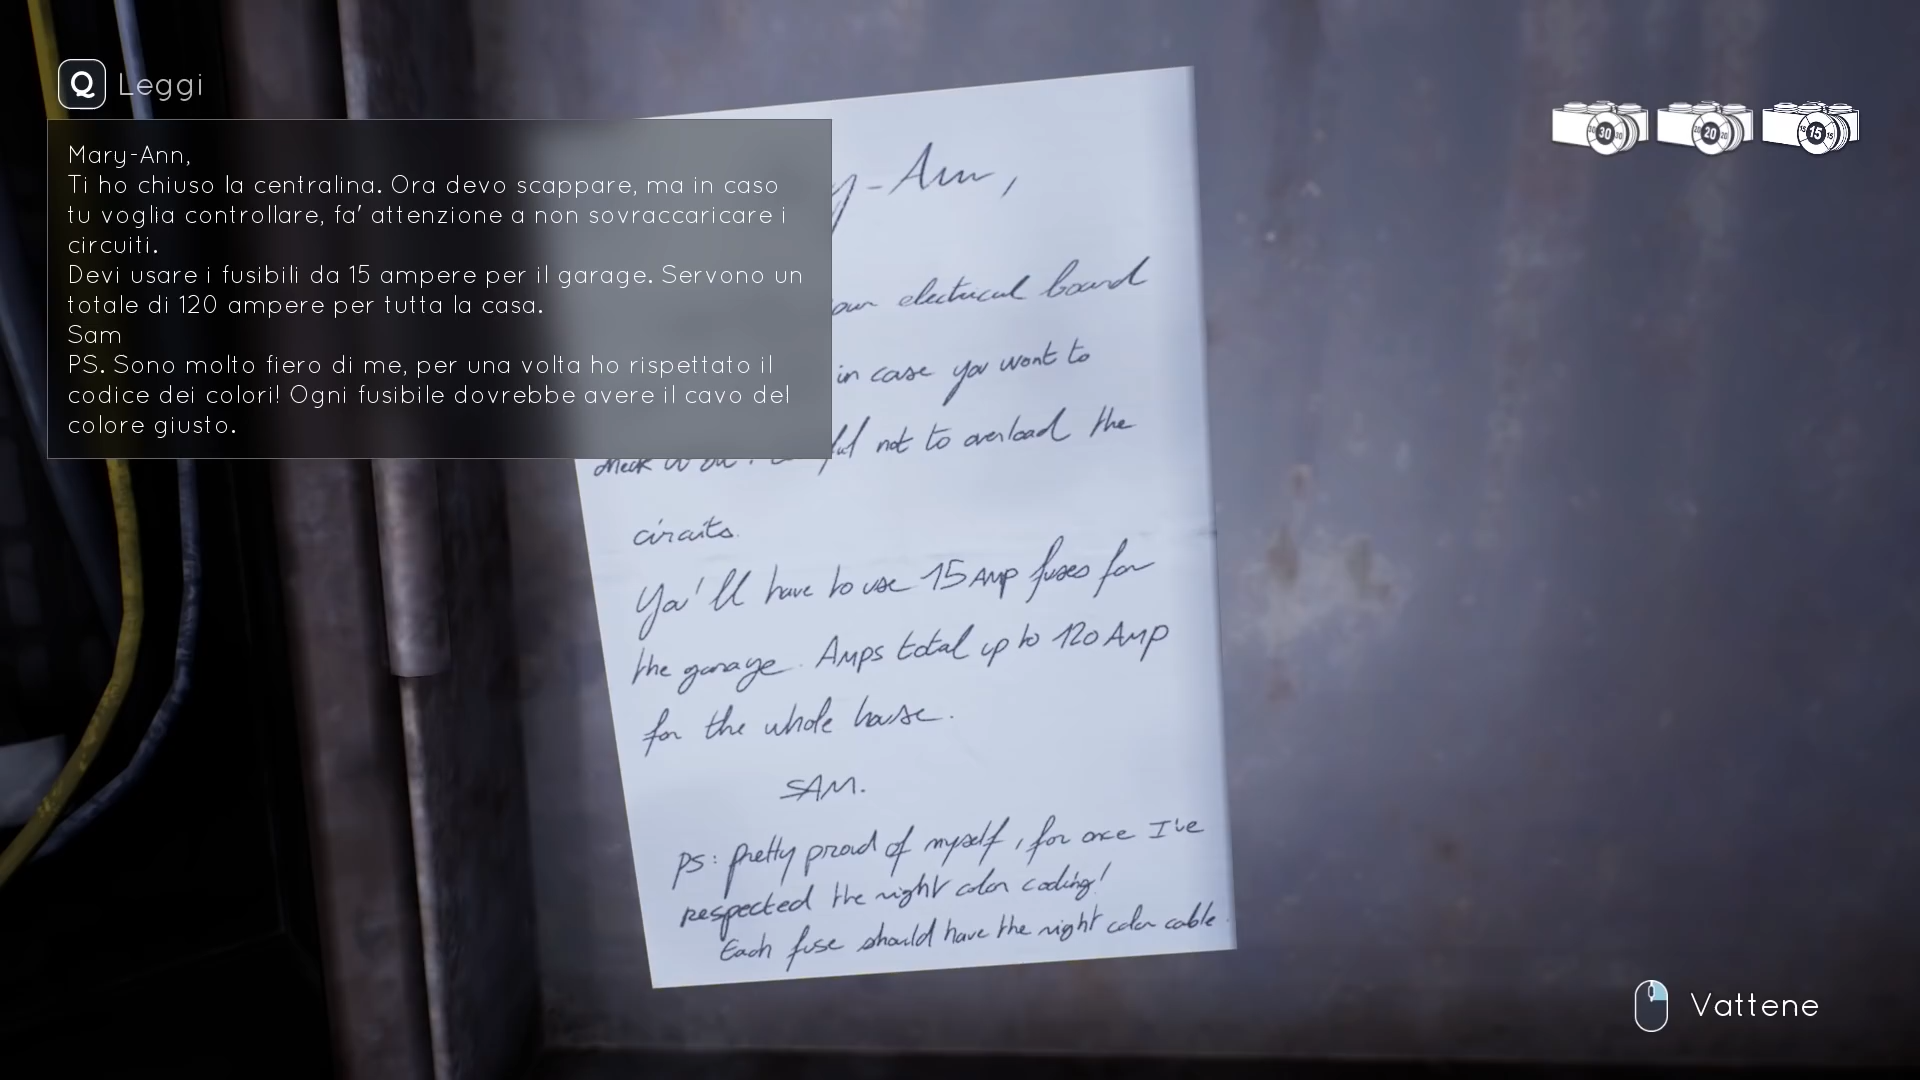 Q Leggi
Mary-Ann,
Ti ho chiuso la centralina. Ora devo scappare, ma in caso
tu voglia controllare, fa' attenzione a non sovraccaricare i
circuiti.
Devi usare i fusibili da 15 ampere per il garage. Servono un
totale di 120 ampere per tutta la casa.
Sam
PS. Sono molto fiero di me, per una volta ho rispettato il
codice dei colori! Ogni fusibile dovrebbe avere il cavo del
colore giusto.
30 20 15
y-Ann,
our electrical board
in case you want to
not to overload the
circuits.
You'll have to use 15 AMP fuses for
the garage. Amps total up to 120 AMP
for the whole house.
SAM.
PS: pretty proud of myself, for once I've
respected the right color coding!
Each fuse should have the right color cable.
Vattene